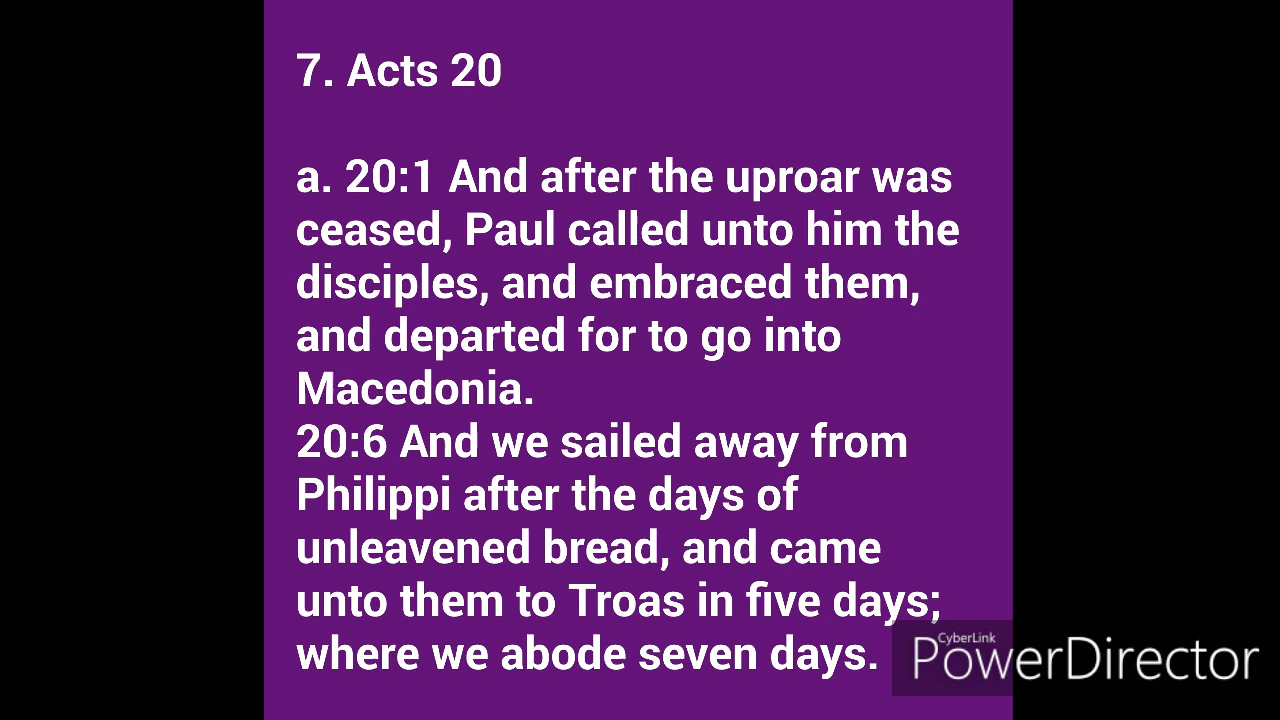 7. Acts 20
a. 20:1 And after the uproar was
ceased, Paul called unto him the
disciples, and embraced them,
and departed for to go into
Macedonia.
20:6 And we sailed away from
Philippi after the days of
unleavened bread, and came
unto them to Troas in five days;
where we abode seven days.
CyberLink
PowerDirector